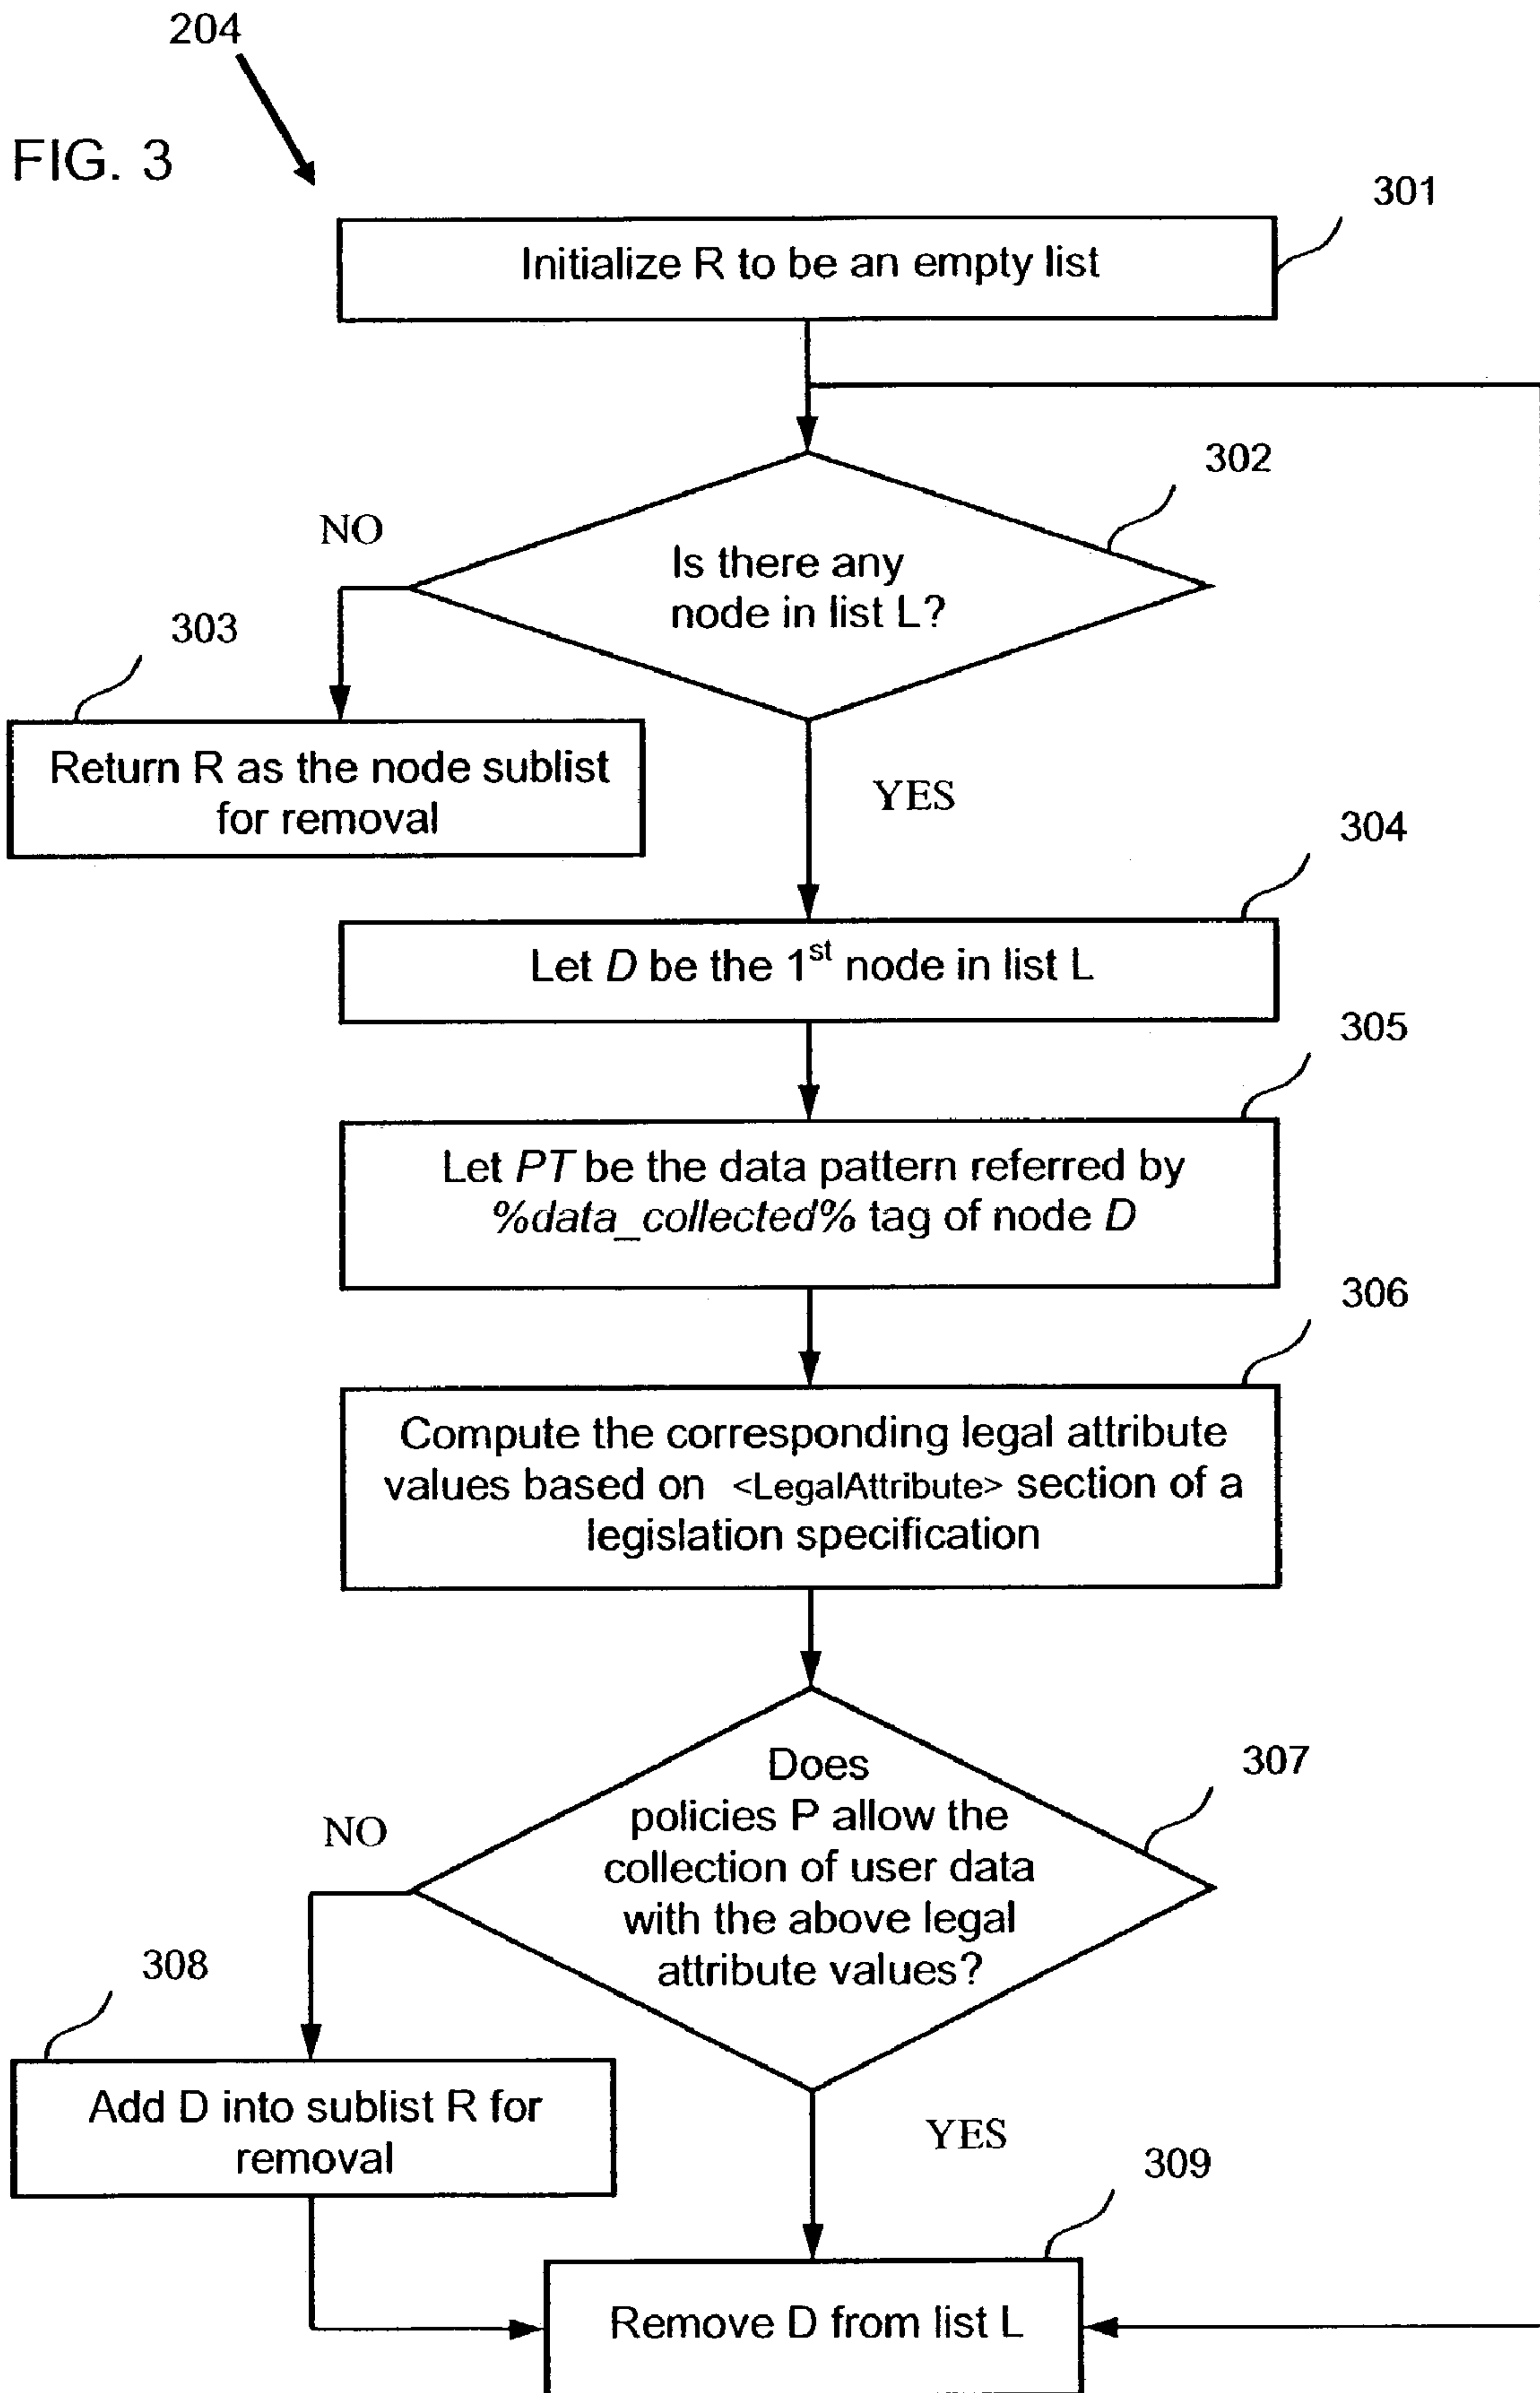 204
FIG. 3
301
Initialize R to be an empty list
302
NO
Is there any
node in list L?
303
Return R as the node sublist
for removal
YES
304
Let D be the 1st node in list L
305
Let PT be the data pattern referred by
%data_collected% tag of node D
306
Compute the corresponding legal attribute
values based on <LegalAttribute> section of a
legislation specification
307
Does
policies P allow the
collection of user data
with the above legal
attribute values?
NO
308
Add D into sublist R for
removal
YES
309
Remove D from list L